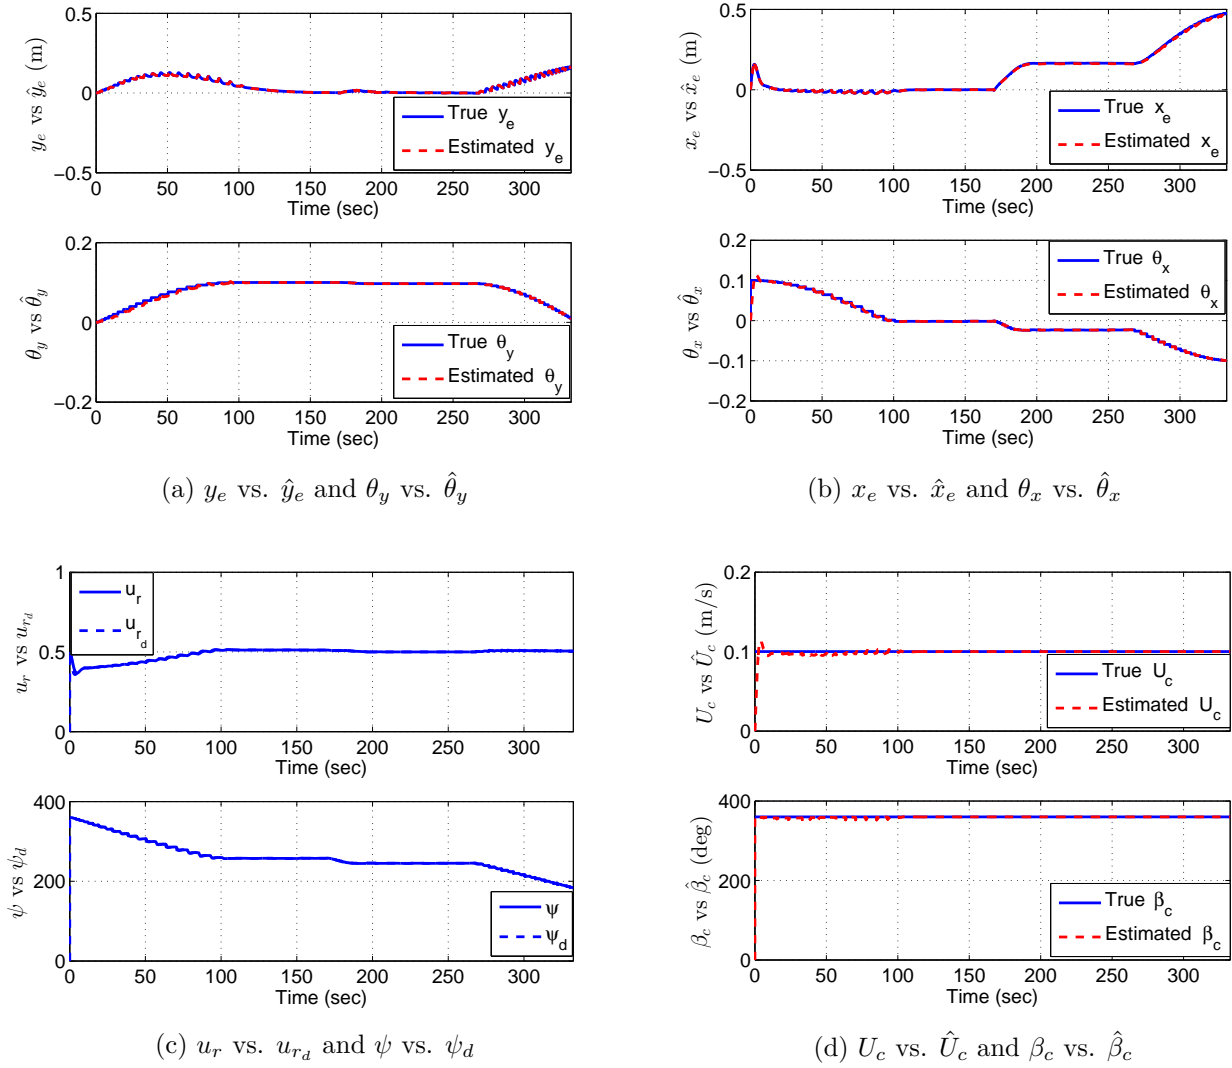 y_e vs ŷ_e (m)
0.5
0
−0.5
0 50 100 150 200 250 300
Time (sec)
True y_e
Estimated y_e
θ_y vs θ̂_y
0.2
0
−0.2
0 50 100 150 200 250 300
Time (sec)
True θ_y
Estimated θ_y
(a) y_e vs. ŷ_e and θ_y vs. θ̂_y
x_e vs x̂_e (m)
0.5
0
−0.5
0 50 100 150 200 250 300
Time (sec)
True x_e
Estimated x_e
θ_x vs θ̂_x
0.2
0.1
0
−0.1
0.2
0 50 100 150 200 250 300
Time (sec)
True θ_x
Estimated θ_x
(b) x_e vs. x̂_e and θ_x vs. θ̂_x
u_r vs u_{r_d}
1
0.5
0
0 50 100 150 200 250 300
Time (sec)
u_r
u_{r_d}
ψ vs ψ_d
400
200
0
0 50 100 150 200 250 300
Time (sec)
ψ
ψ_d
(c) u_r vs. u_{r_d} and ψ vs. ψ_d
U_c vs Û_c (m/s)
0.2
0.1
0
0 50 100 150 200 250 300
Time (sec)
True U_c
Estimated U_c
β_c vs β̂_c (deg)
400
200
0
0 50 100 150 200 250 300
Time (sec)
True β_c
Estimated β_c
(d) U_c vs. Û_c and β_c vs. β̂_c